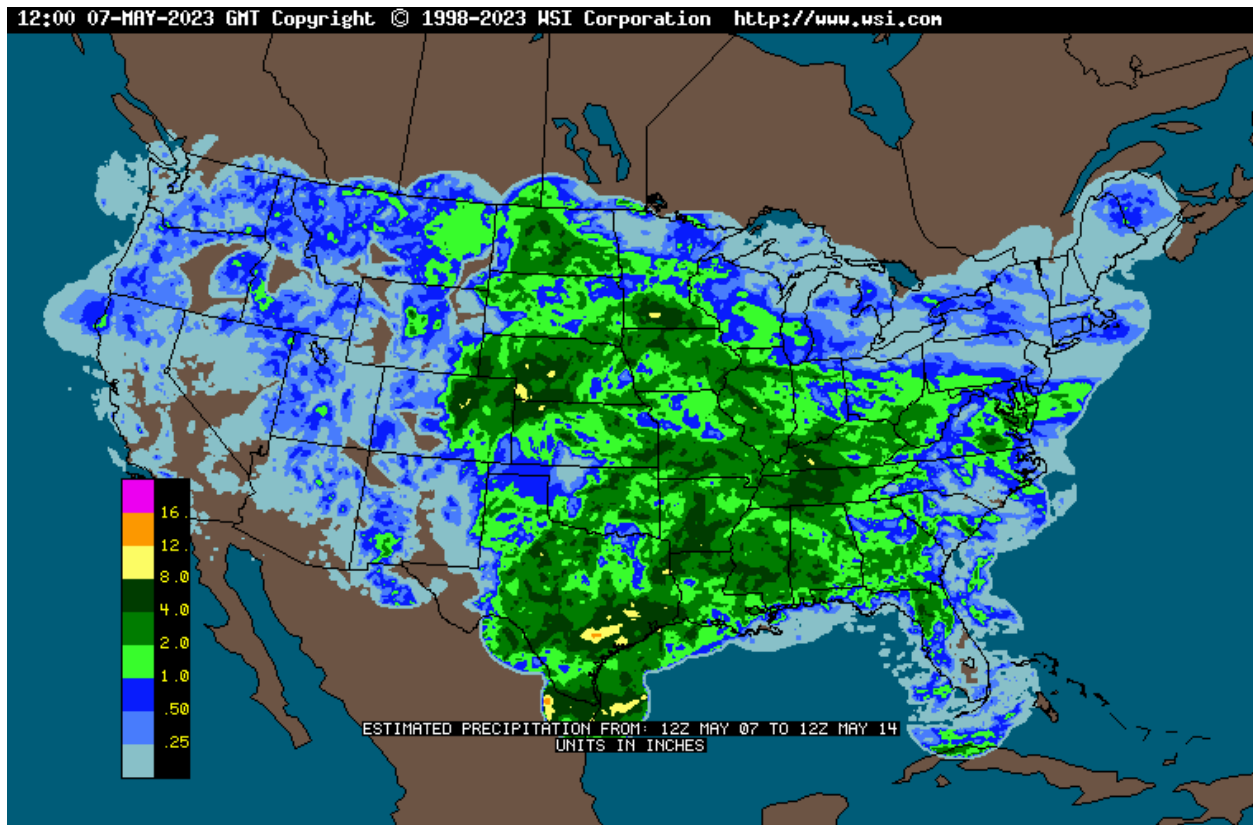 12:00 07-MAY-2023 GMT Copyright © 1998-2023 WSI Corporation http://www.wsi.com
16.
12.
8.0
4.0
2.0
1.0
.50
.25
ESTIMATED PRECIPITATION FROM: 12Z MAY 07 TO 12Z MAY 14
UNITS IN INCHES